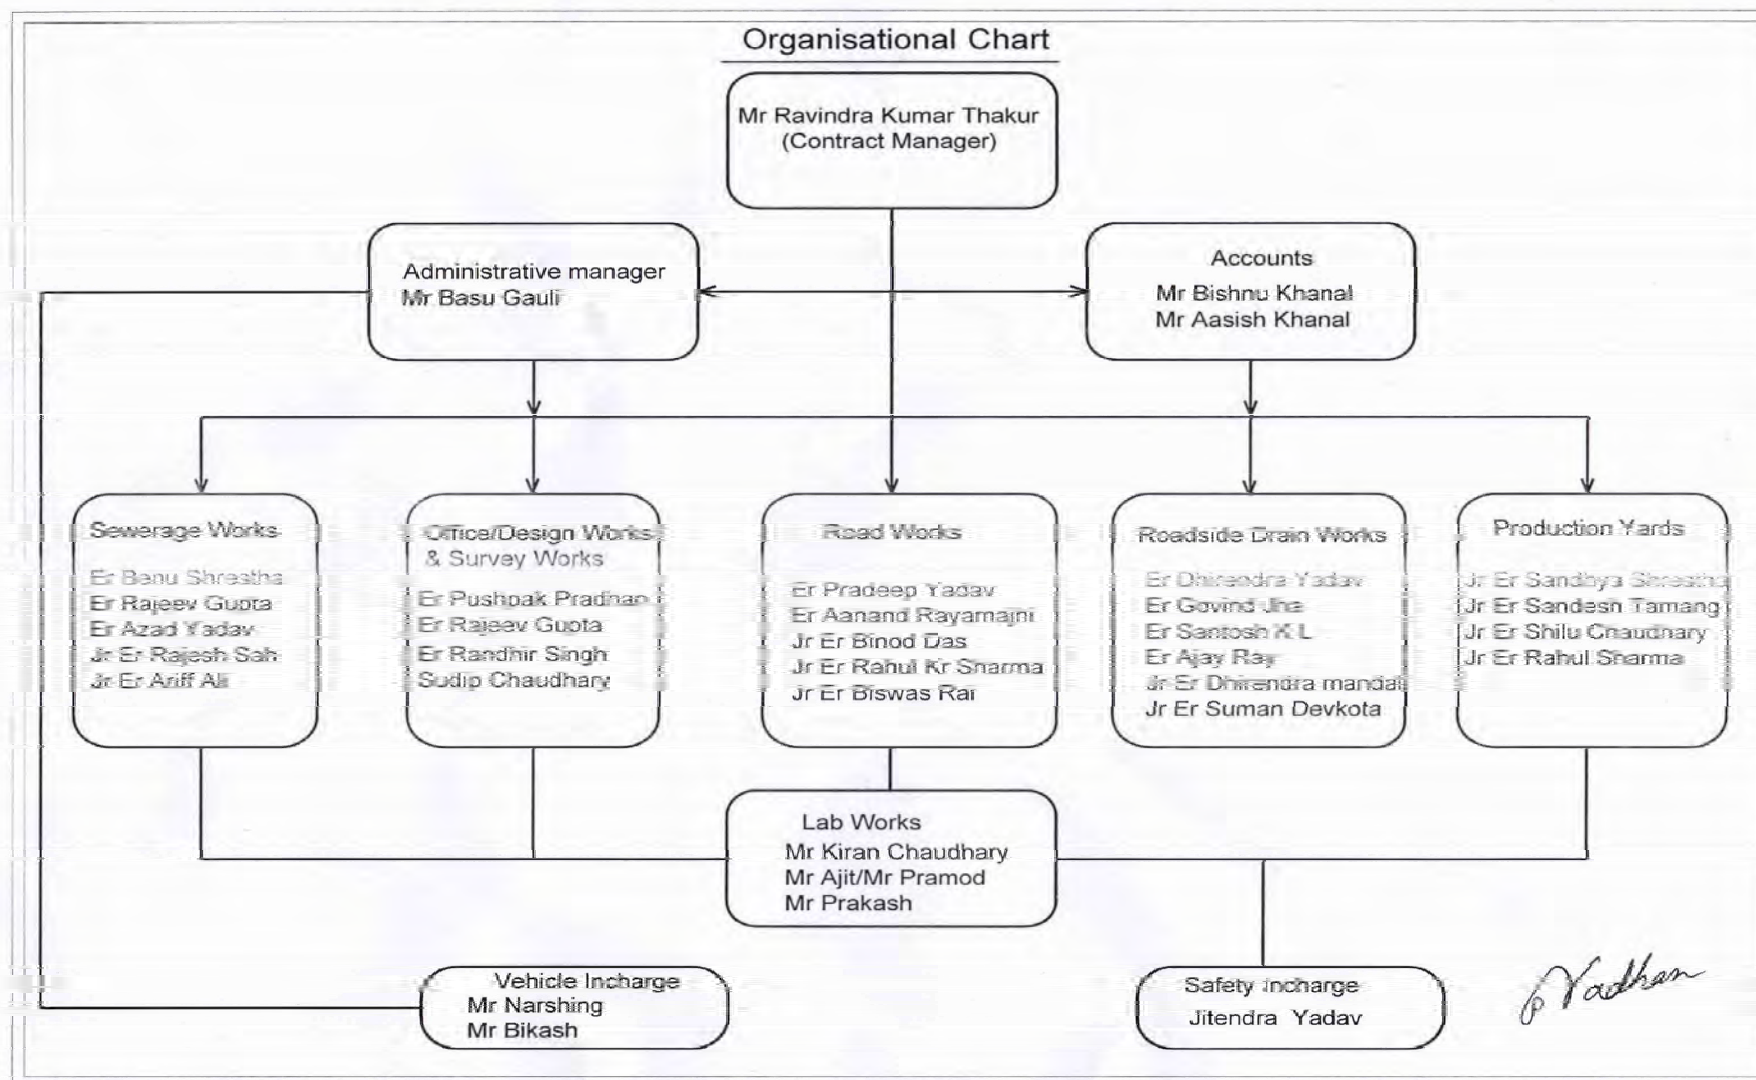 Organisational Chart
Mr Ravindra Kumar Thakur
(Contract Manager)
Administrative manager
Mr Basu Gauli
Accounts
Mr Bishnu Khanal
Mr Aasish Khanal
Sewerage Works
Er Banu Shrestha
Er Rajeev Gupta
Er Azad Yadav
Jr Er Rajesh Sah
Jr Er Ariff Ali
Office/Design Works
& Survey Works
Er Pushpak Pradhan
Er Rajeev Gupta
Er Randhir Singh
Sudip Chaudhary
Road Works
Er Pradeep Yadav
Er Aanand Rayamajni
Jr Er Binod Das
Jr Er Rahul Kr Sharma
Jr Er Biswas Rai
Roadside Drain Works
Er Dhirendra Yadav
Er Govind Jha
Er Santosh K L
Er Ajay Ray
Jr Er Dhirendra mandal
Jr Er Suman Devkota
Production Yards
Jr Er Sandhya Shrestha
Jr Er Sandesh Tamang
Jr Er Shilu Chaudhary
Jr Er Rahul Sharma
Lab Works
Mr Kiran Chaudhary
Mr Ajit/Mr Pramod
Mr Prakash
Vehicle Incharge
Mr Narshing
Mr Bikash
Safety Incharge
Jitendra Yadav